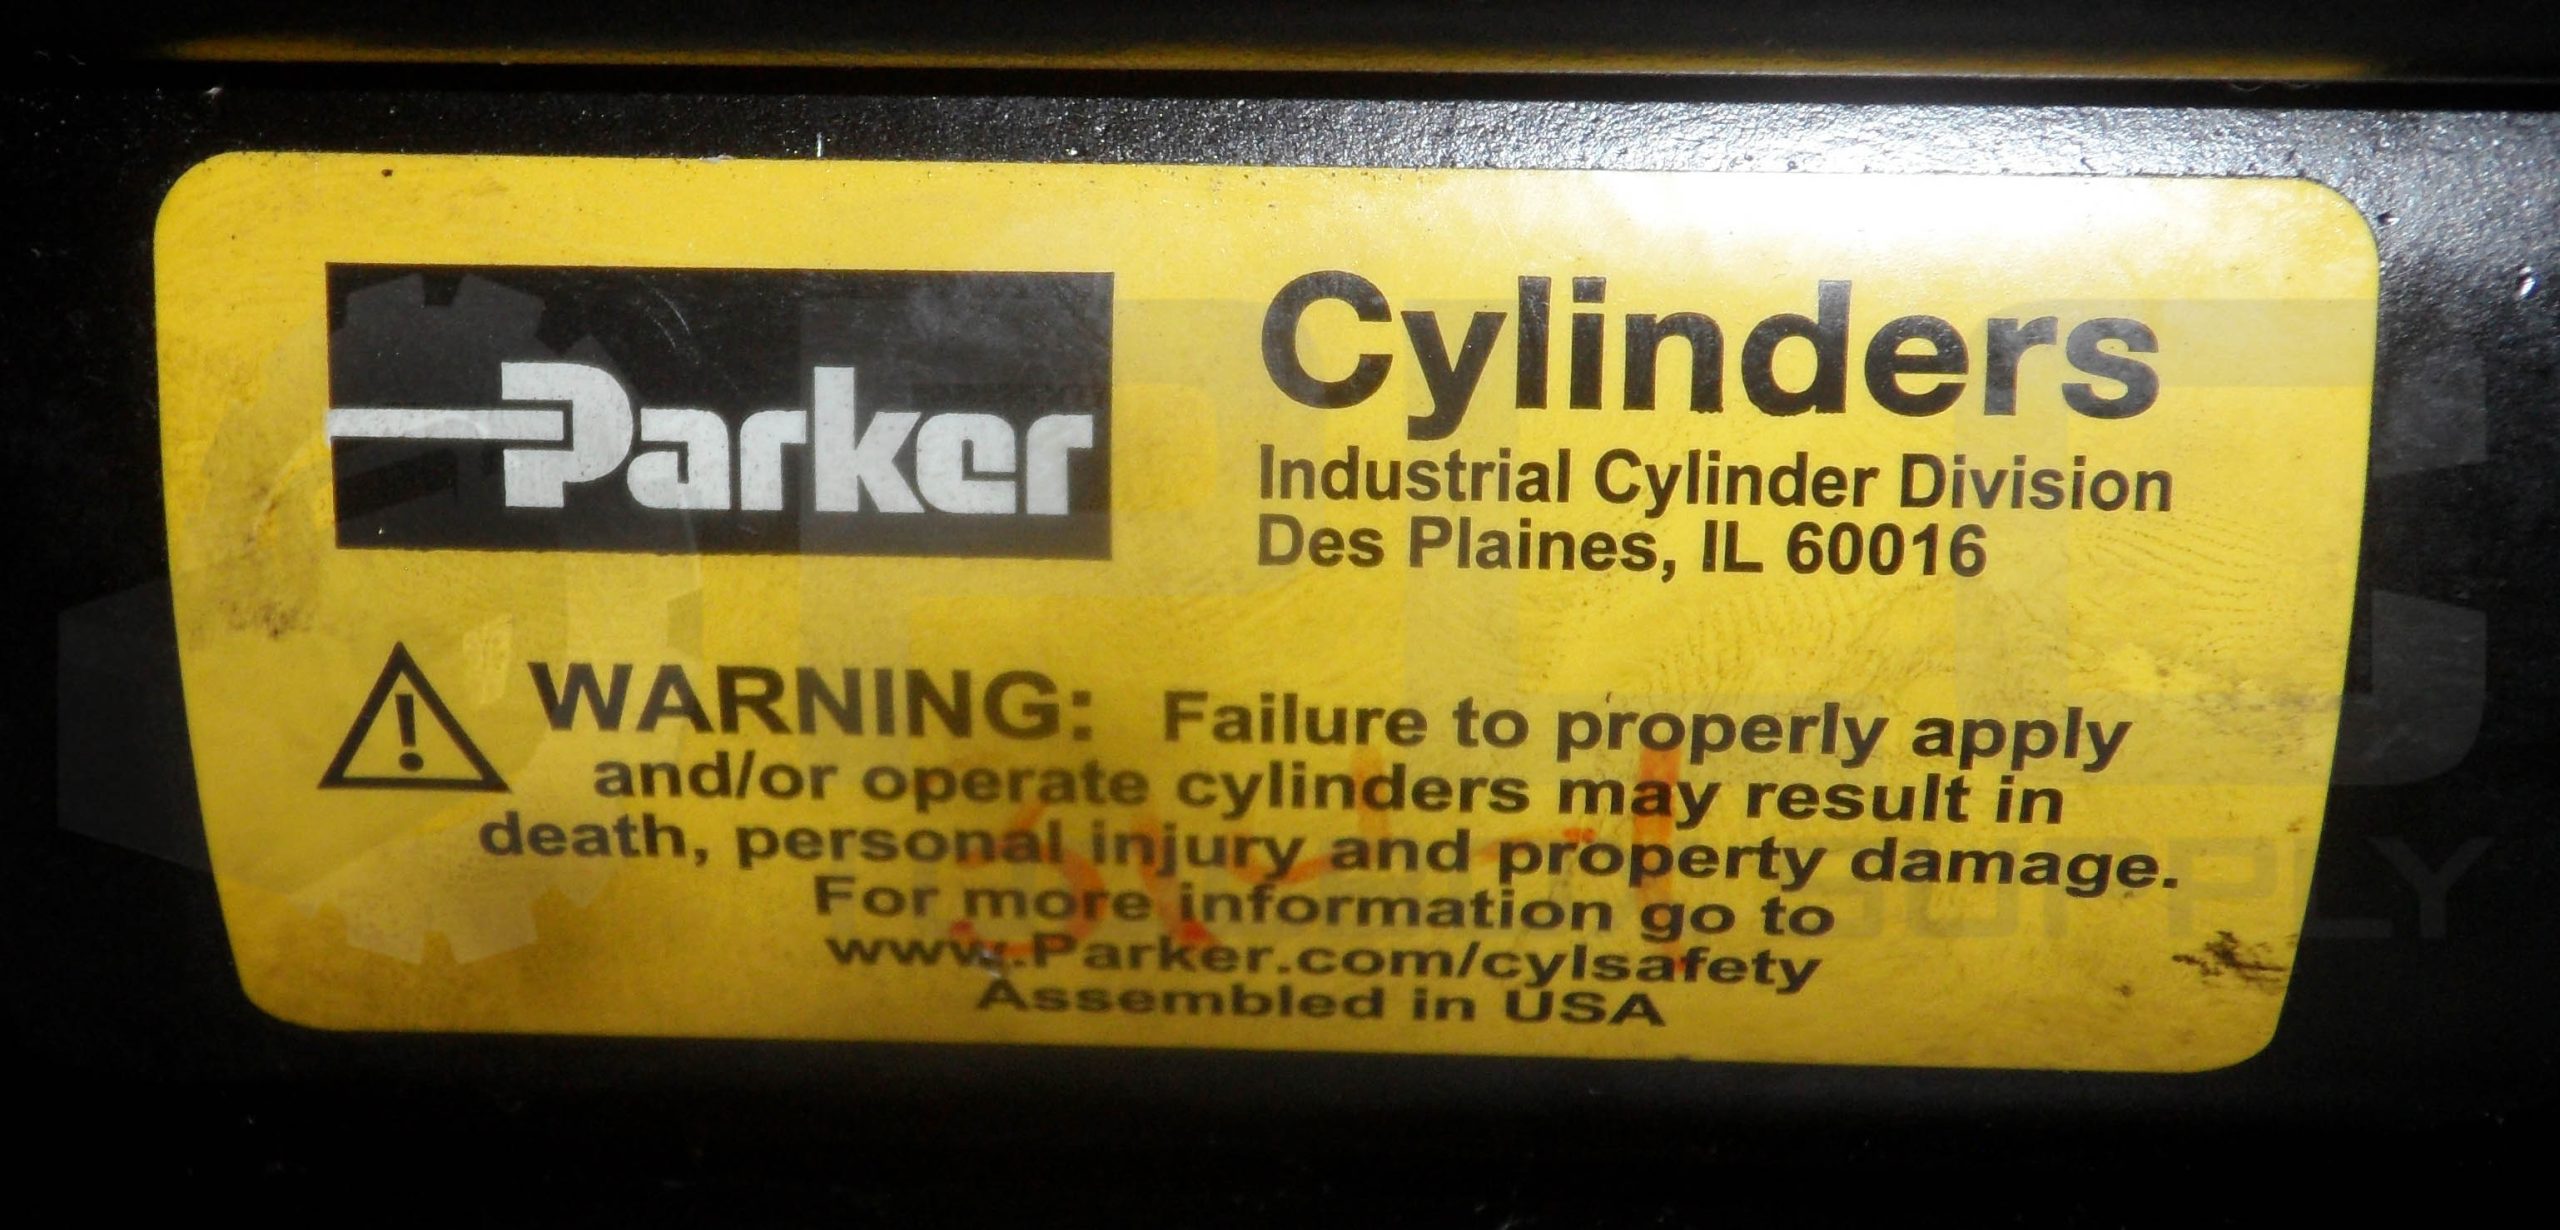 Parker
Cylinders
Industrial Cylinder Division
Des Plaines, IL 60016
WARNING: Failure to properly apply
and/or operate cylinders may result in
death, personal injury and property damage.
For more information go to
www.Parker.com/cylsafety
Assembled in USA
SUPPLY